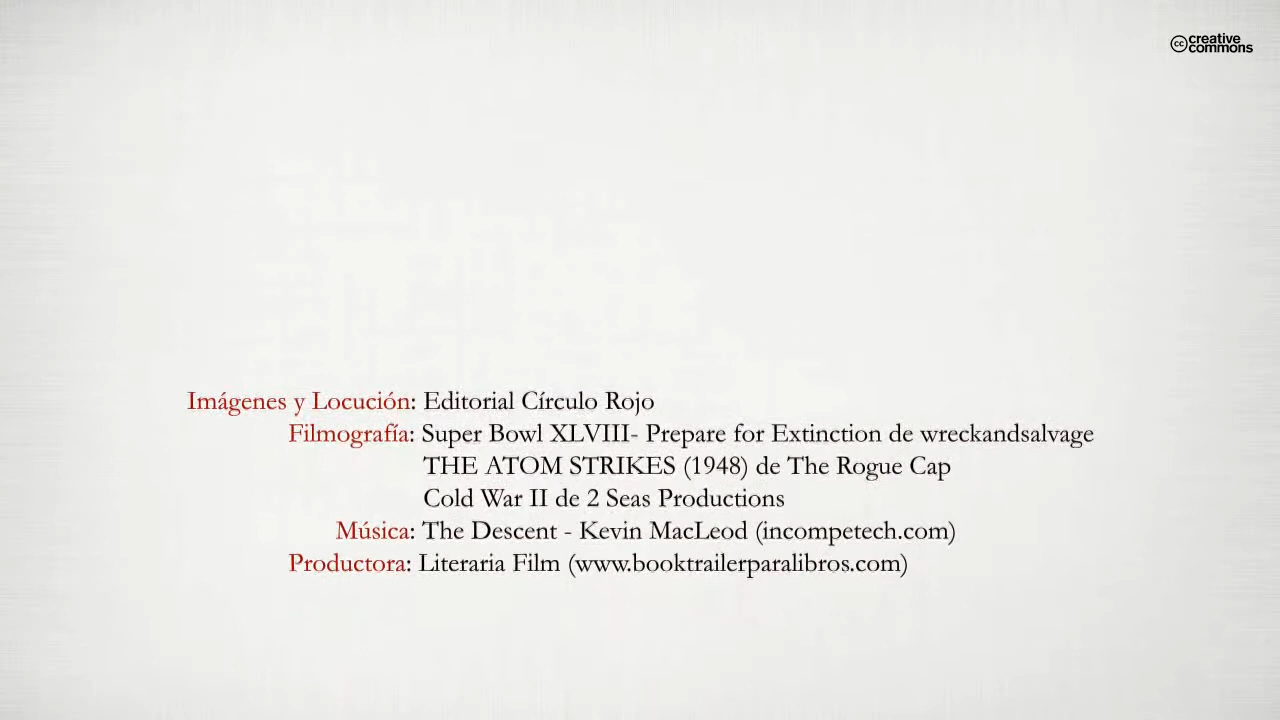 cc creative
commons
Imágenes y Locución: Editorial Círculo Rojo
Filmografía: Super Bowl XLVIII- Prepare for Extinction de wreckandsalvage
THE ATOM STRIKES (1948) de The Rogue Cap
Cold War II de 2 Seas Productions
Música: The Descent - Kevin MacLeod (incompetech.com)
Productora: Literaria Film (www.booktrailerparalibros.com)